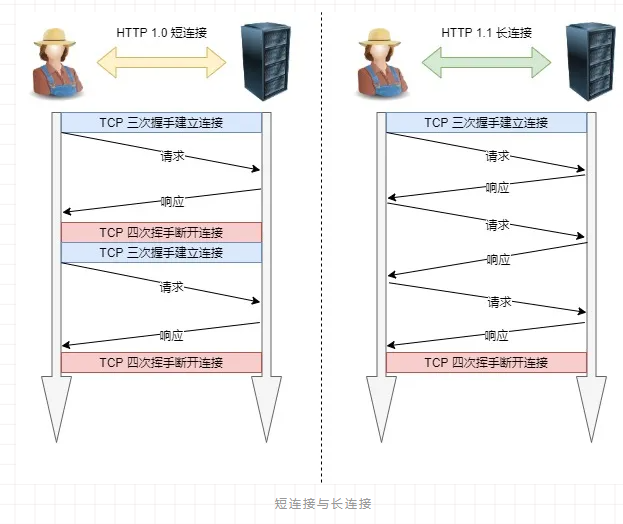 HTTP 1.0 短连接
TCP 三次握手建立连接
请求
响应
TCP 四次挥手断开连接
TCP 三次握手建立连接
请求
响应
TCP 四次挥手断开连接
HTTP 1.1 长连接
TCP 三次握手建立连接
请求
响应
请求
响应
请求
响应
TCP 四次挥手断开连接
短连接与长连接